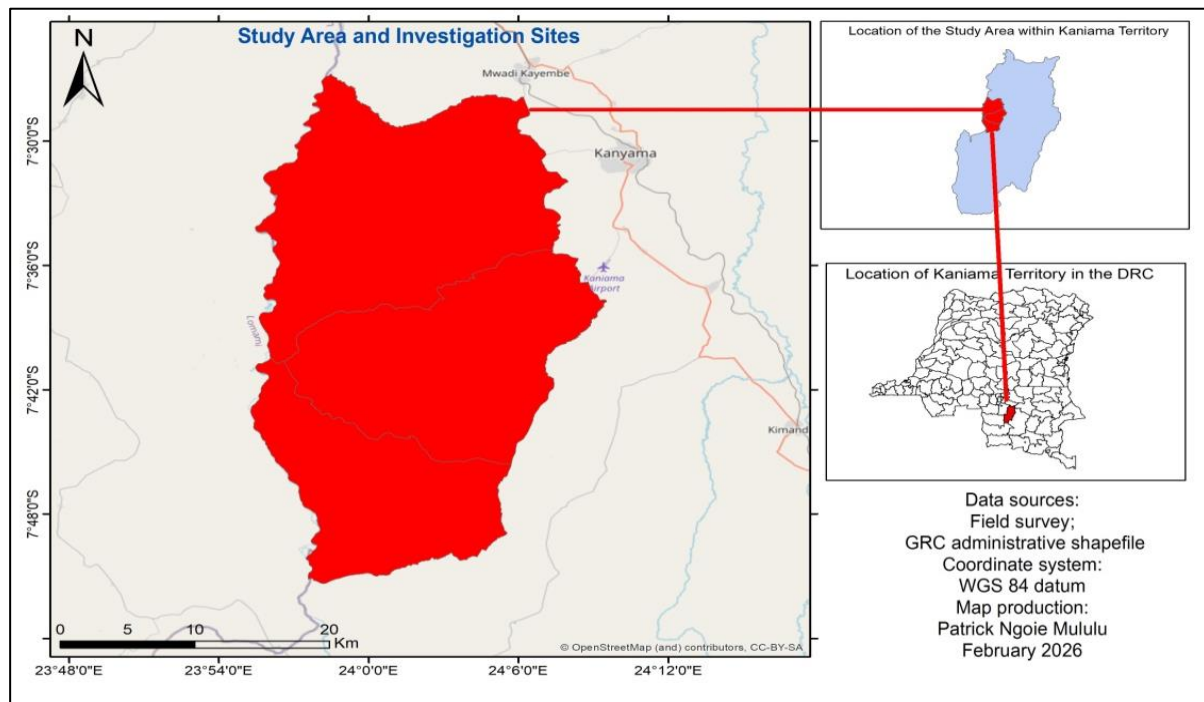 Study Area and Investigation Sites
N
Mwadi Kayembe
Kanyama
Kaniama
Airport
Lomami
Kimand
7°30'0"S
7°36'0"S
7°42'0"S
7°48'0"S
0 5 10 20
Km
© OpenStreetMap (and) contributors, CC-BY-SA
23°48'0"E 23°54'0"E 24°0'0"E 24°6'0"E 24°12'0"E
Location of the Study Area within Kaniama Territory
Location of Kaniama Territory in the DRC
Data sources:
Field survey;
GRC administrative shapefile
Coordinate system:
WGS 84 datum
Map production:
Patrick Ngoie Mululu
February 2026